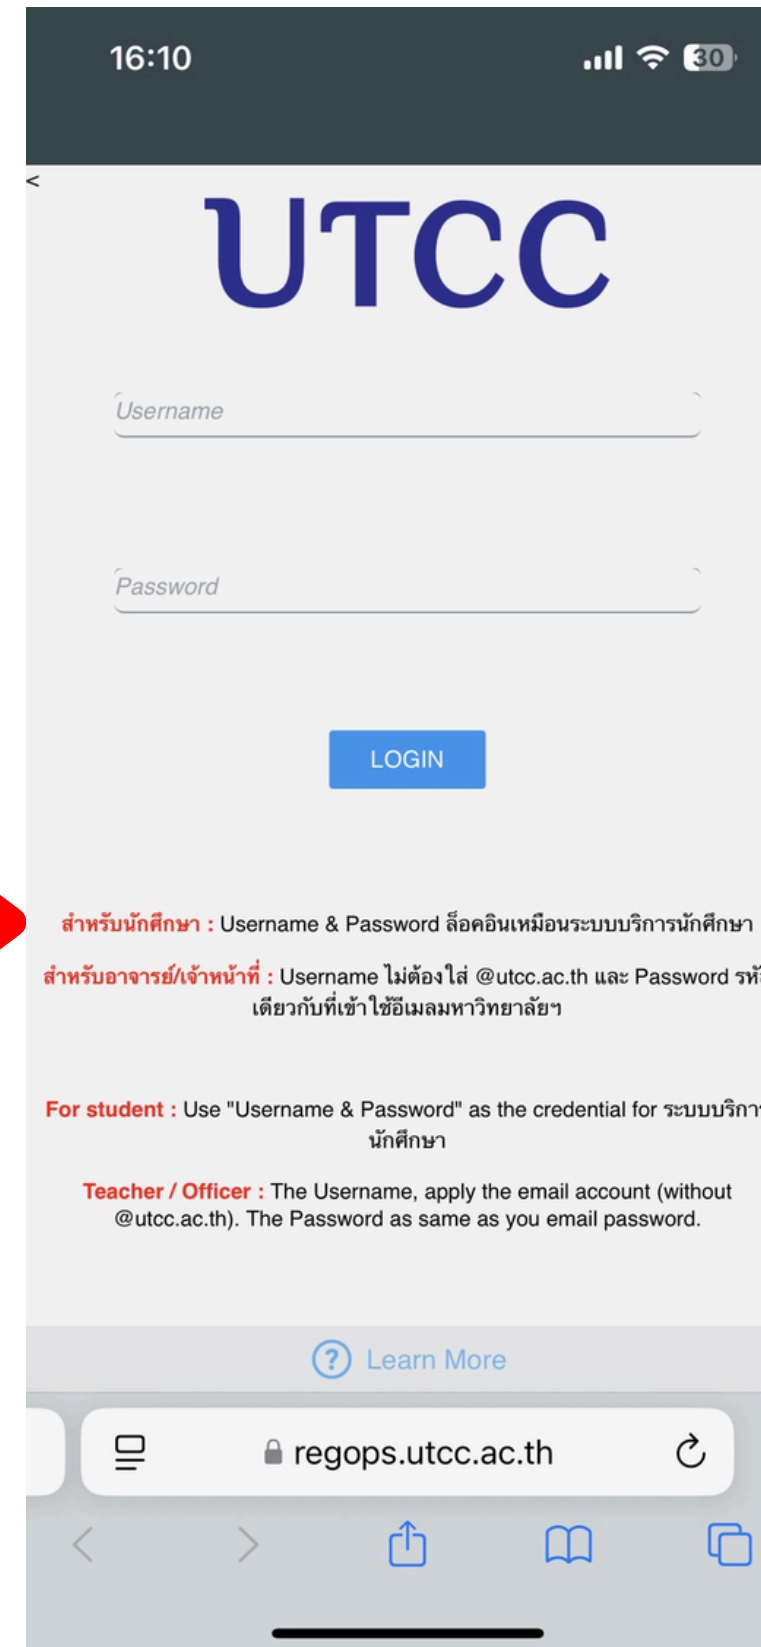 16:10
30
<
UTCC
Username
Password
LOGIN
สำหรับนักศึกษา : Username & Password ล็อคอินเหมือนระบบบริการนักศึกษา
สำหรับอาจารย์/เจ้าหน้าที่ : Username ไม่ต้องใส่ @utcc.ac.th และ Password
เดียวกับที่เข้าใช้อีเมลมหาวิทยาลัยฯ
For student : Use "Username & Password" as the credential for
นักศึกษา
Teacher / Officer : The Username, apply the email account (without
@utcc.ac.th). The Password as same as you email password.
? Learn More
regops.utcc.ac.th